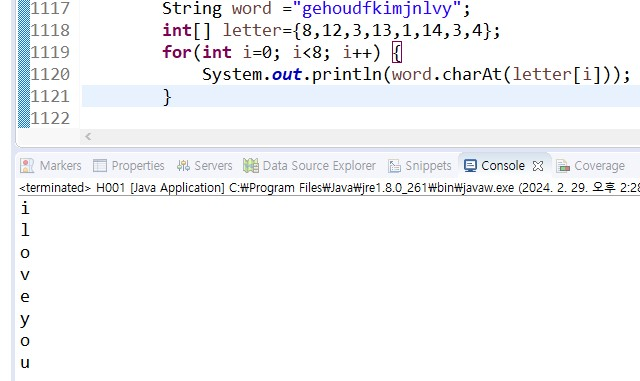 1117 String word ="gehoudfkimjnlvy";
1118 int[] letter={8,12,3,13,1,14,3,4};
1119 for(int i=0; i<8; i++) {
1120 System.out.println(word.charAt(letter[i]));
1121 }
1122
Markers Properties Servers Data Source Explorer Snippets Console Coverage
<terminated> H001 [Java Application] C:₩Program Files₩Java₩jre1.8.0_261₩bin₩javaw.exe (2024. 2. 29. 오후 2:28
i
l
o
v
e
y
o
u